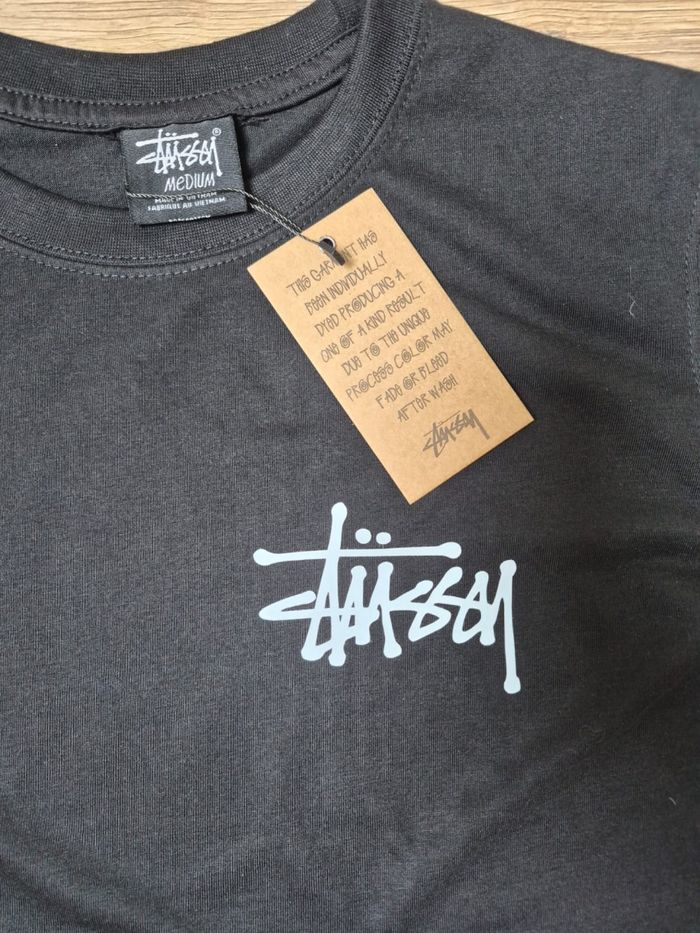 STÜSSY ®
MEDIUM
MADE IN VIETNAM
FABRIQUE AU VIETNAM
THIS GARMENT HAS
BEEN INDIVIDUALLY
DYED PRODUCING A
ONE OF A KIND RESULT
DUE TO THE UNIQUE
PROCESS COLOR MAY
FADE OR BLEED
AFTER WASH
STÜSSY
STÜSSY